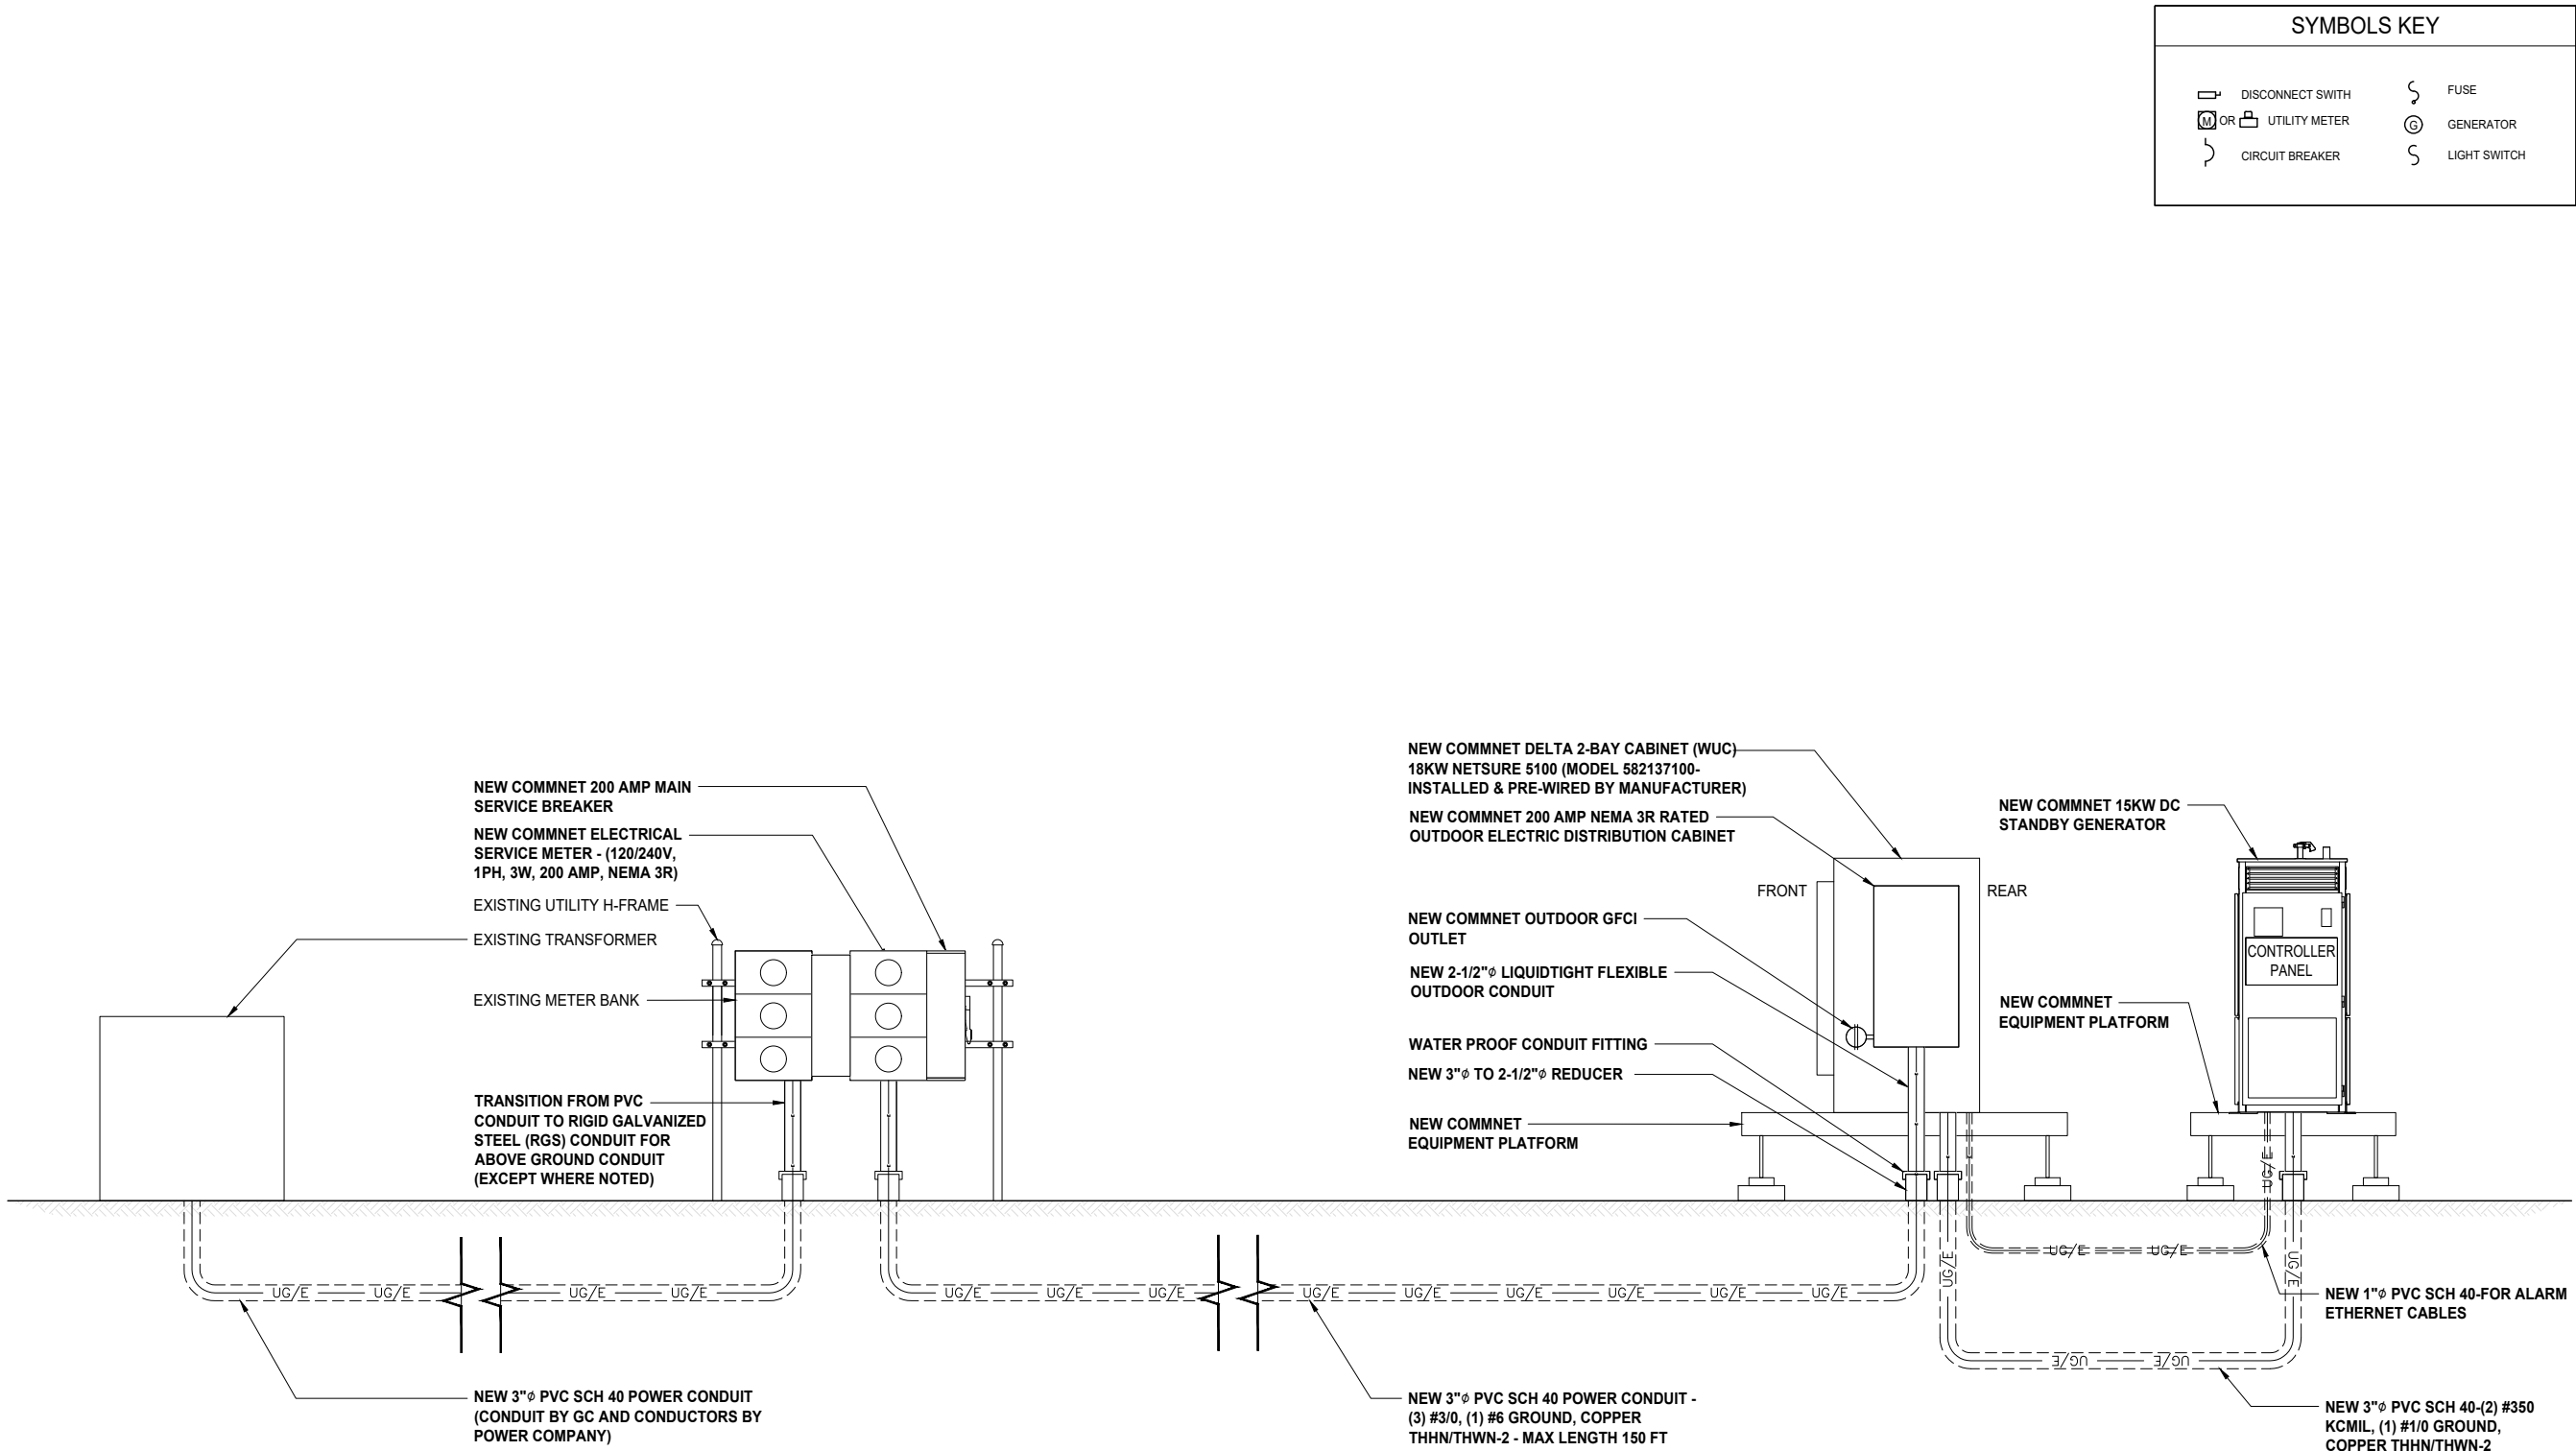 SYMBOLS KEY
DISCONNECT SWITH
FUSE
M OR UTILITY METER
G GENERATOR
CIRCUIT BREAKER
LIGHT SWITCH
NEW COMMNET 200 AMP MAIN
SERVICE BREAKER
NEW COMMNET ELECTRICAL
SERVICE METER - (120/240V,
1PH, 3W, 200 AMP, NEMA 3R)
EXISTING UTILITY H-FRAME
EXISTING TRANSFORMER
EXISTING METER BANK
TRANSITION FROM PVC
CONDUIT TO RIGID GALVANIZED
STEEL (RGS) CONDUIT FOR
ABOVE GROUND CONDUIT
(EXCEPT WHERE NOTED)
NEW COMMNET DELTA 2-BAY CABINET (WUC)
18KW NETSURE 5100 (MODEL 582137100-
INSTALLED & PRE-WIRED BY MANUFACTURER)
NEW COMMNET 200 AMP NEMA 3R RATED
OUTDOOR ELECTRIC DISTRIBUTION CABINET
FRONT
REAR
NEW COMMNET OUTDOOR GFCI
OUTLET
NEW 2-1/2"⌀ LIQUIDTIGHT FLEXIBLE
OUTDOOR CONDUIT
WATER PROOF CONDUIT FITTING
NEW 3"⌀ TO 2-1/2"⌀ REDUCER
NEW COMMNET
EQUIPMENT PLATFORM
NEW COMMNET 15KW DC
STANDBY GENERATOR
CONTROLLER
PANEL
NEW COMMNET
EQUIPMENT PLATFORM
UG/E
UG/E UG/E
UG/E
UG/E
UG/E UG/E UG/E UG/E UG/E UG/E UG/E UG/E UG/E UG/E UG/E UG/E UG/E
UG/E UG/E
NEW 1"⌀ PVC SCH 40-FOR ALARM
ETHERNET CABLES
NEW 3"⌀ PVC SCH 40 POWER CONDUIT
(CONDUIT BY GC AND CONDUCTORS BY
POWER COMPANY)
NEW 3"⌀ PVC SCH 40 POWER CONDUIT -
(3) #3/0, (1) #6 GROUND, COPPER
THHN/THWN-2 - MAX LENGTH 150 FT
NEW 3"⌀ PVC SCH 40-(2) #350
KCMIL, (1) #1/0 GROUND,
COPPER THHN/THWN-2